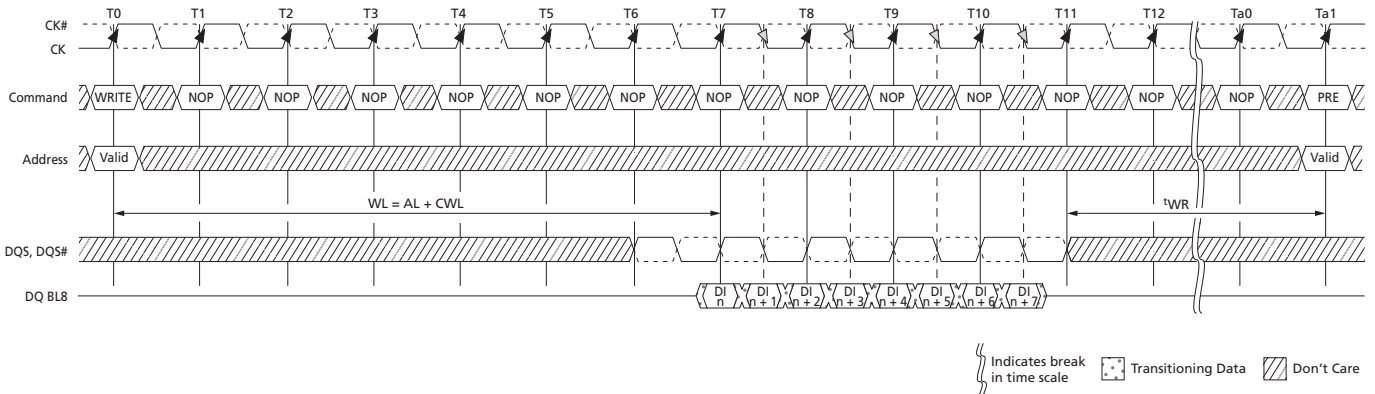 T0 T1 T2 T3 T4 T5 T6 T7 T8 T9 T10 T11 T12 Ta0 Ta1
CK#
CK
Command WRITE NOP NOP NOP NOP NOP NOP NOP NOP NOP NOP NOP NOP NOP PRE
Address Valid Valid
WL = AL + CWL tWR
DQS, DQS#
DQ BL8 DI n DI n + 1 DI n + 2 DI n + 3 DI n + 4 DI n + 5 DI n + 6 DI n + 7
Indicates break
in time scale
Transitioning Data
Don't Care